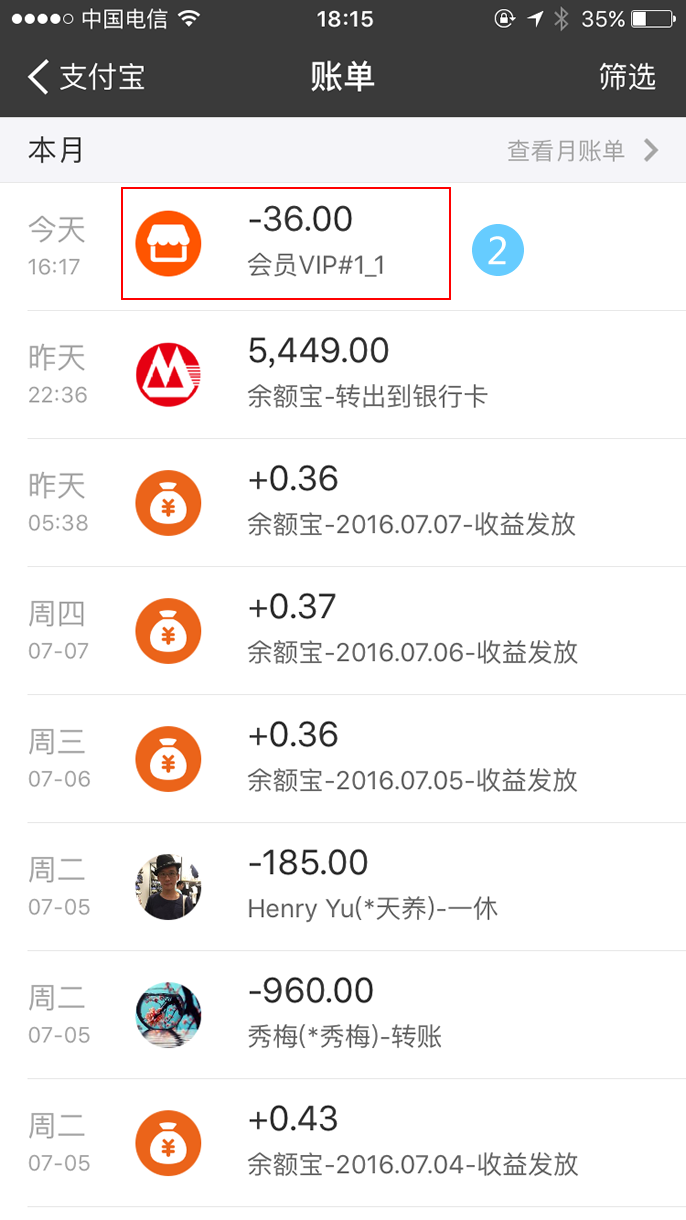 中国电信 18:15 35%
支付宝 账单 筛选
本月 查看月账单
今天 -36.00
16:17 会员VIP#1_1
2
昨天 5,449.00
22:36 余额宝-转出到银行卡
昨天 +0.36
05:38 余额宝-2016.07.07-收益发放
周四 +0.37
07-07 余额宝-2016.07.06-收益发放
周三 +0.36
07-06 余额宝-2016.07.05-收益发放
周二 -185.00
07-05 Henry Yu(*天养)-一休
周二 -960.00
07-05 秀梅(*秀梅)-转账
周二 +0.43
07-05 余额宝-2016.07.04-收益发放